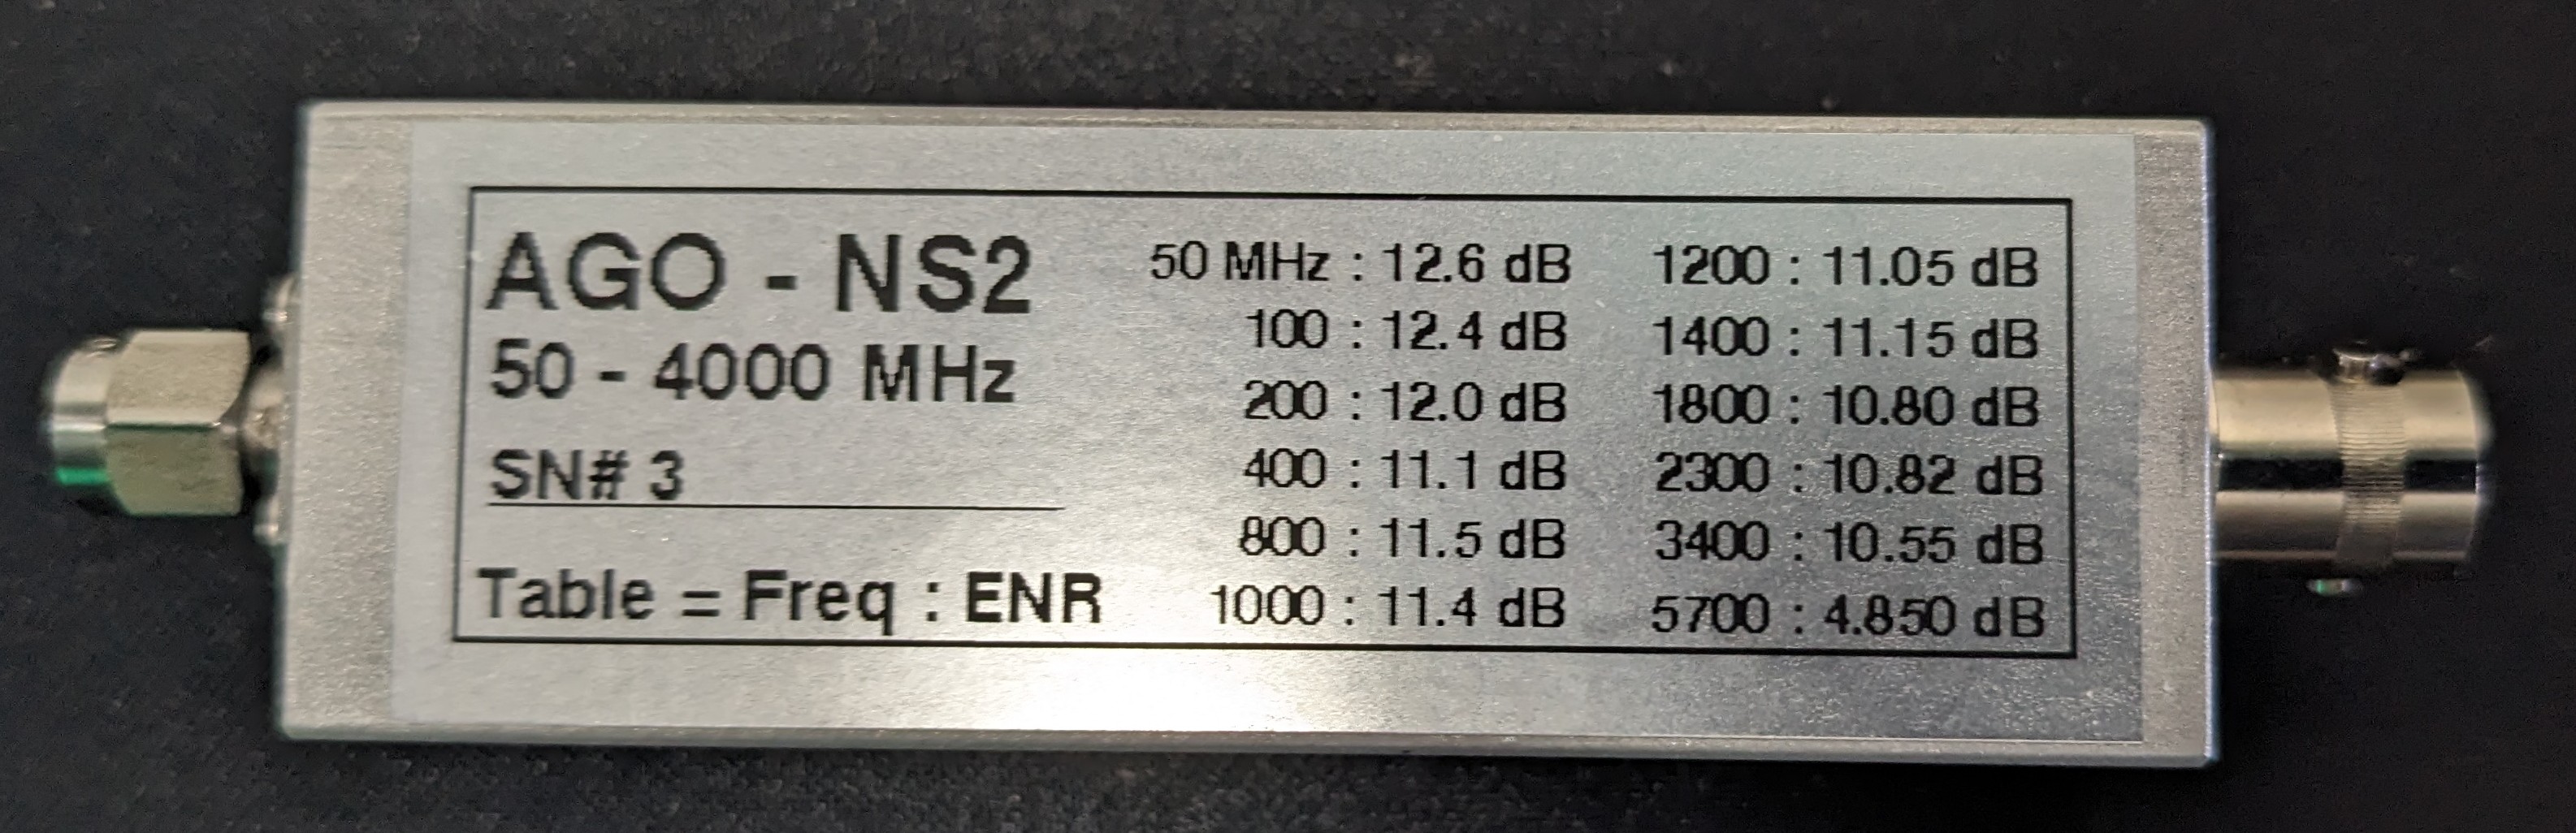 AGO - NS2
50 - 4000 MHz
SN# 3
Table = Freq : ENR
50 MHz : 12.6 dB
100 : 12.4 dB
200 : 12.0 dB
400 : 11.1 dB
800 : 11.5 dB
1000 : 11.4 dB
1200 : 11.05 dB
1400 : 11.15 dB
1800 : 10.80 dB
2300 : 10.82 dB
3400 : 10.55 dB
5700 : 4.850 dB